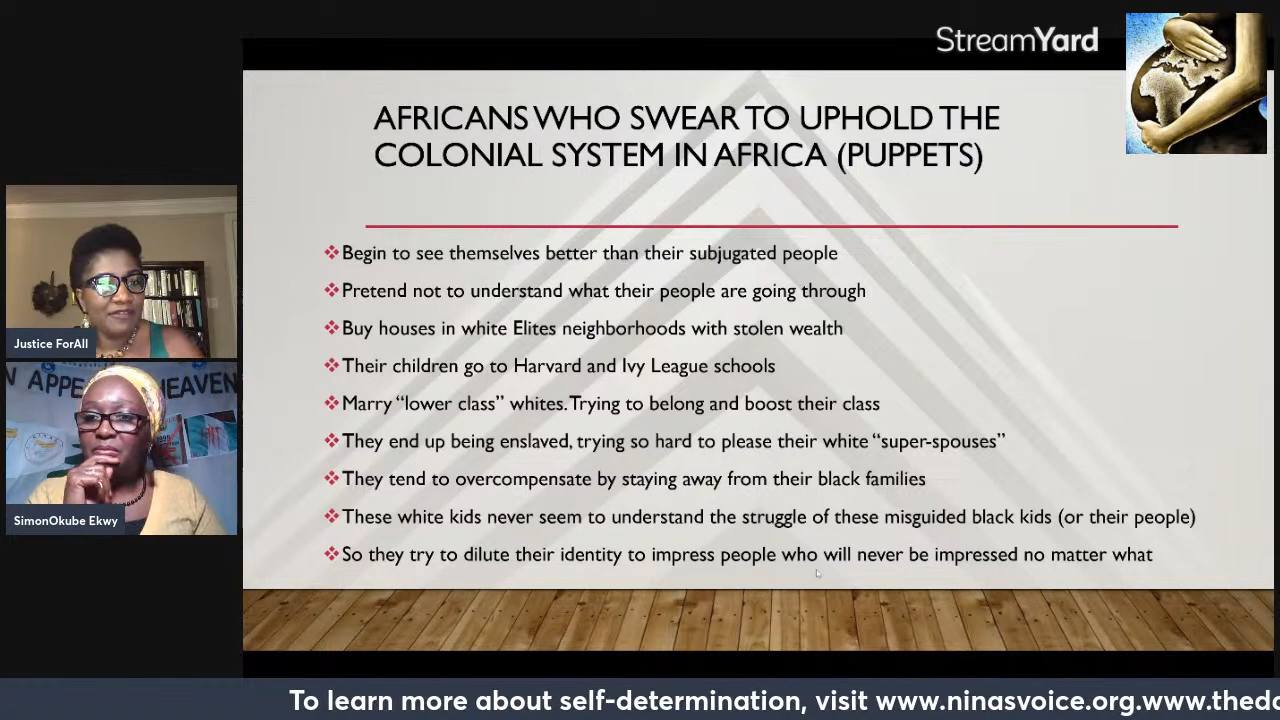 StreamYard
AFRICANS WHO SWEAR TO UPHOLD THE
COLONIAL SYSTEM IN AFRICA (PUPPETS)
❖Begin to see themselves better than their subjugated people
❖Pretend not to understand what their people are going through
❖Buy houses in white Elites neighborhoods with stolen wealth
❖Their children go to Harvard and Ivy League schools
❖Marry “lower class” whites. Trying to belong and boost their class
❖They end up being enslaved, trying so hard to please their white “super-spouses”
❖They tend to overcompensate by staying away from their black families
❖These white kids never seem to understand the struggle of these misguided black kids (or their people)
❖So they try to dilute their identity to impress people who will never be impressed no matter what
Justice ForAll
N APPE HEAVEN
SimonOkube Ekwy
To learn more about self-determination, visit www.ninasvoice.org.www.thedc